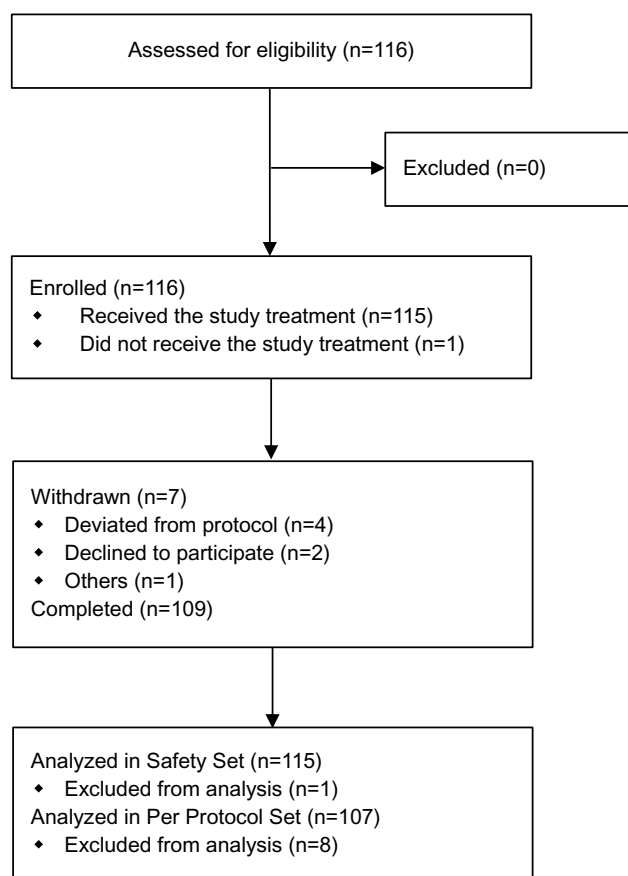 Assessed for eligibility (n=116)
Excluded (n=0)
Enrolled (n=116)
◆ Received the study treatment (n=115)
◆ Did not receive the study treatment (n=1)
Withdrawn (n=7)
◆ Deviated from protocol (n=4)
◆ Declined to participate (n=2)
◆ Others (n=1)
Completed (n=109)
Analyzed in Safety Set (n=115)
◆ Excluded from analysis (n=1)
Analyzed in Per Protocol Set (n=107)
◆ Excluded from analysis (n=8)